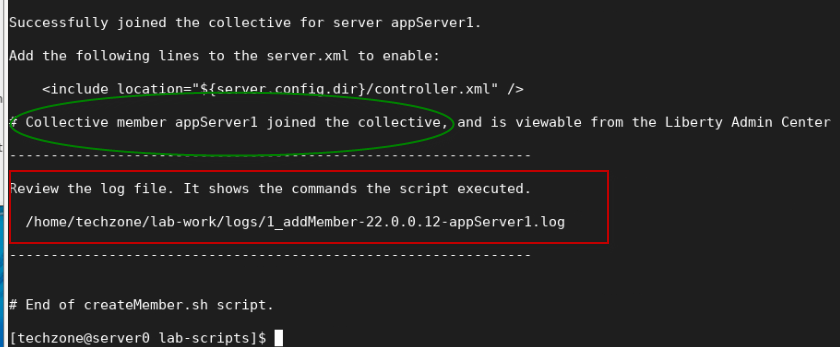 Successfully joined the collective for server appServer1.
Add the following lines to the server.xml to enable:
<include location="${server.config.dir}/controller.xml" />
# Collective member appServer1 joined the collective, and is viewable from the Liberty Admin Center
---------------------------------------------------------------
Review the log file. It shows the commands the script executed.
/home/techzone/lab-work/logs/1_addMember-22.0.0.12-appServer1.log
---------------------------------------------------------------
# End of createMember.sh script.
[techzone@server0 lab-scripts]$